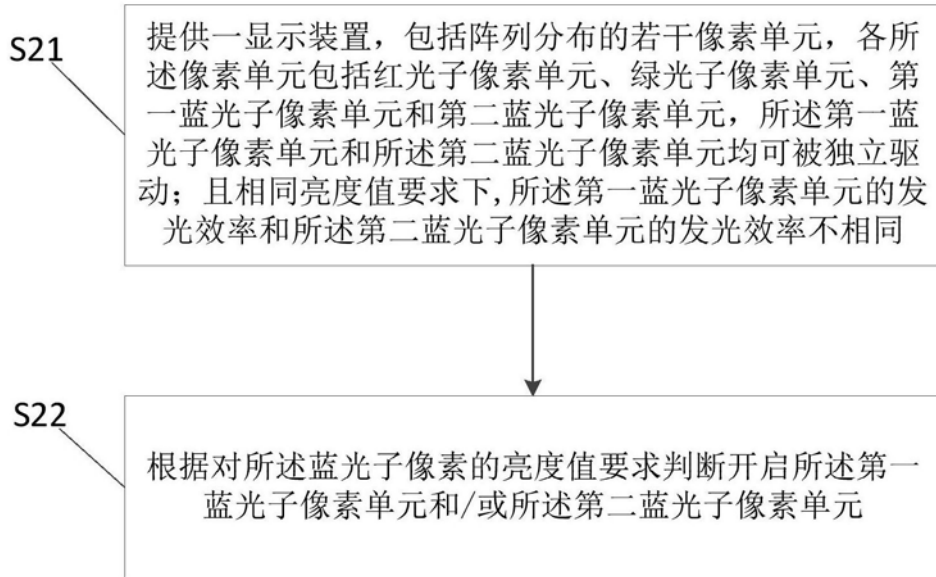 S21
提供一显示装置，包括阵列分布的若干像素单元，各所
述像素单元包括红光子像素单元、绿光子像素单元、第
一蓝光子像素单元和第二蓝光子像素单元，所述第一蓝
光子像素单元和所述第二蓝光子像素单元均可被独立驱
动；且相同亮度值要求下,所述第一蓝光子像素单元的发
光效率和所述第二蓝光子像素单元的发光效率不相同
S22
根据对所述蓝光子像素的亮度值要求判断开启所述第一
蓝光子像素单元和/或所述第二蓝光子像素单元